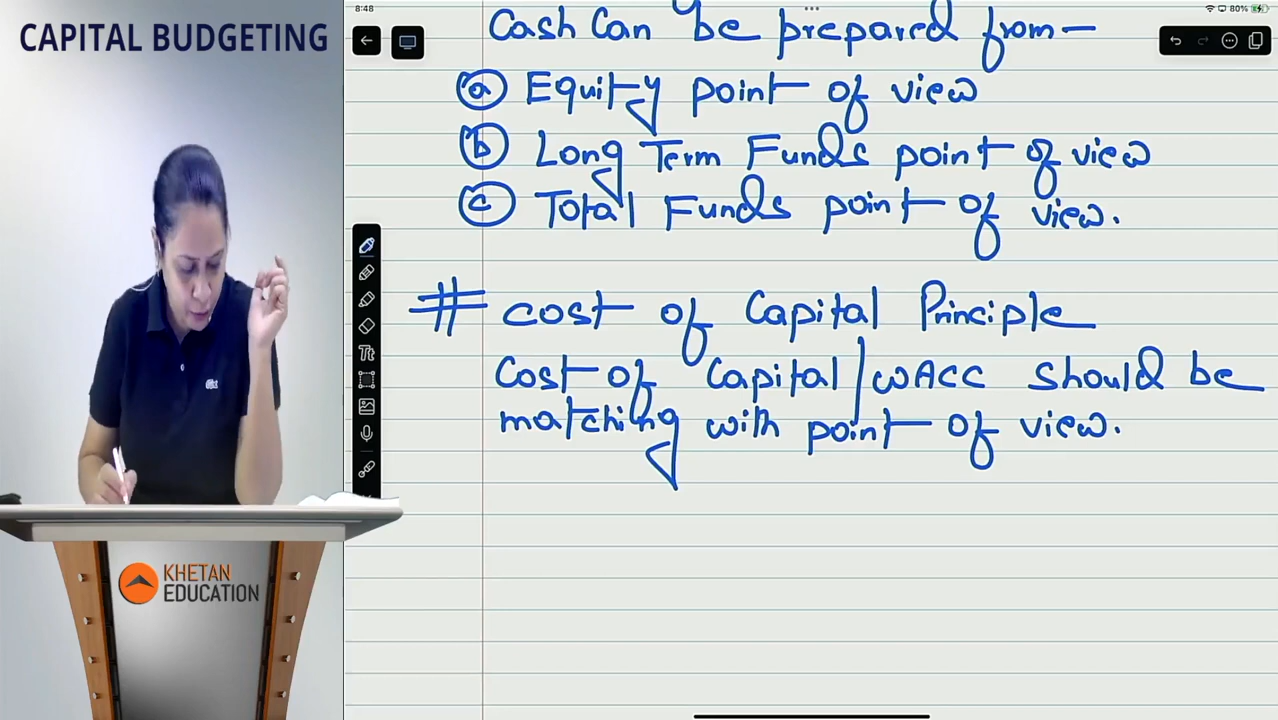 CAPITAL BUDGETING
8:48
80%
Cash Can be prepared from—
(a) Equity point of view
(b) Long Term Funds point of view
(c) Total Funds point of view.
# Cost of Capital Principle
Cost of Capital/WACC should be
matching with point of view.
Tt
KHETAN
EDUCATION